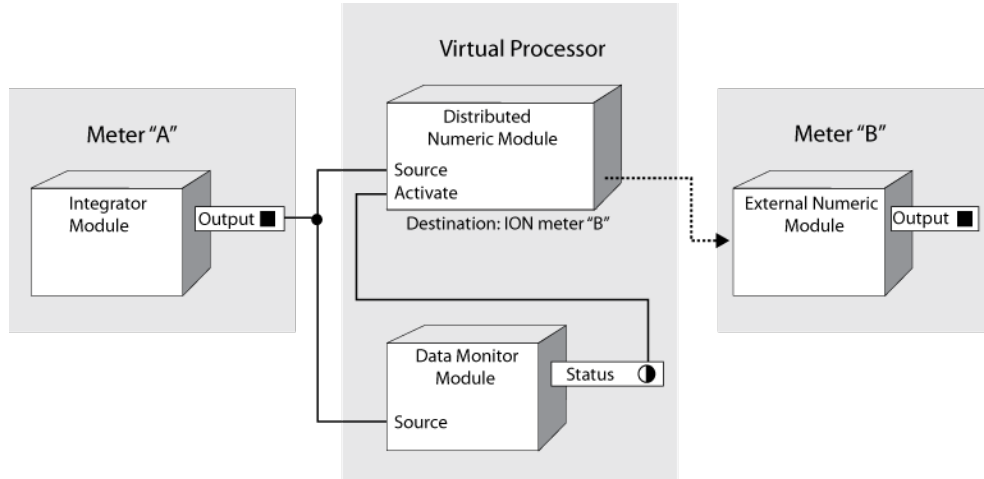 Virtual Processor
Meter "A"
Integrator
Module
Output
Distributed
Numeric Module
Source
Activate
Destination: ION meter "B"
Data Monitor
Module
Source
Status
Meter "B"
External Numeric
Module
Output